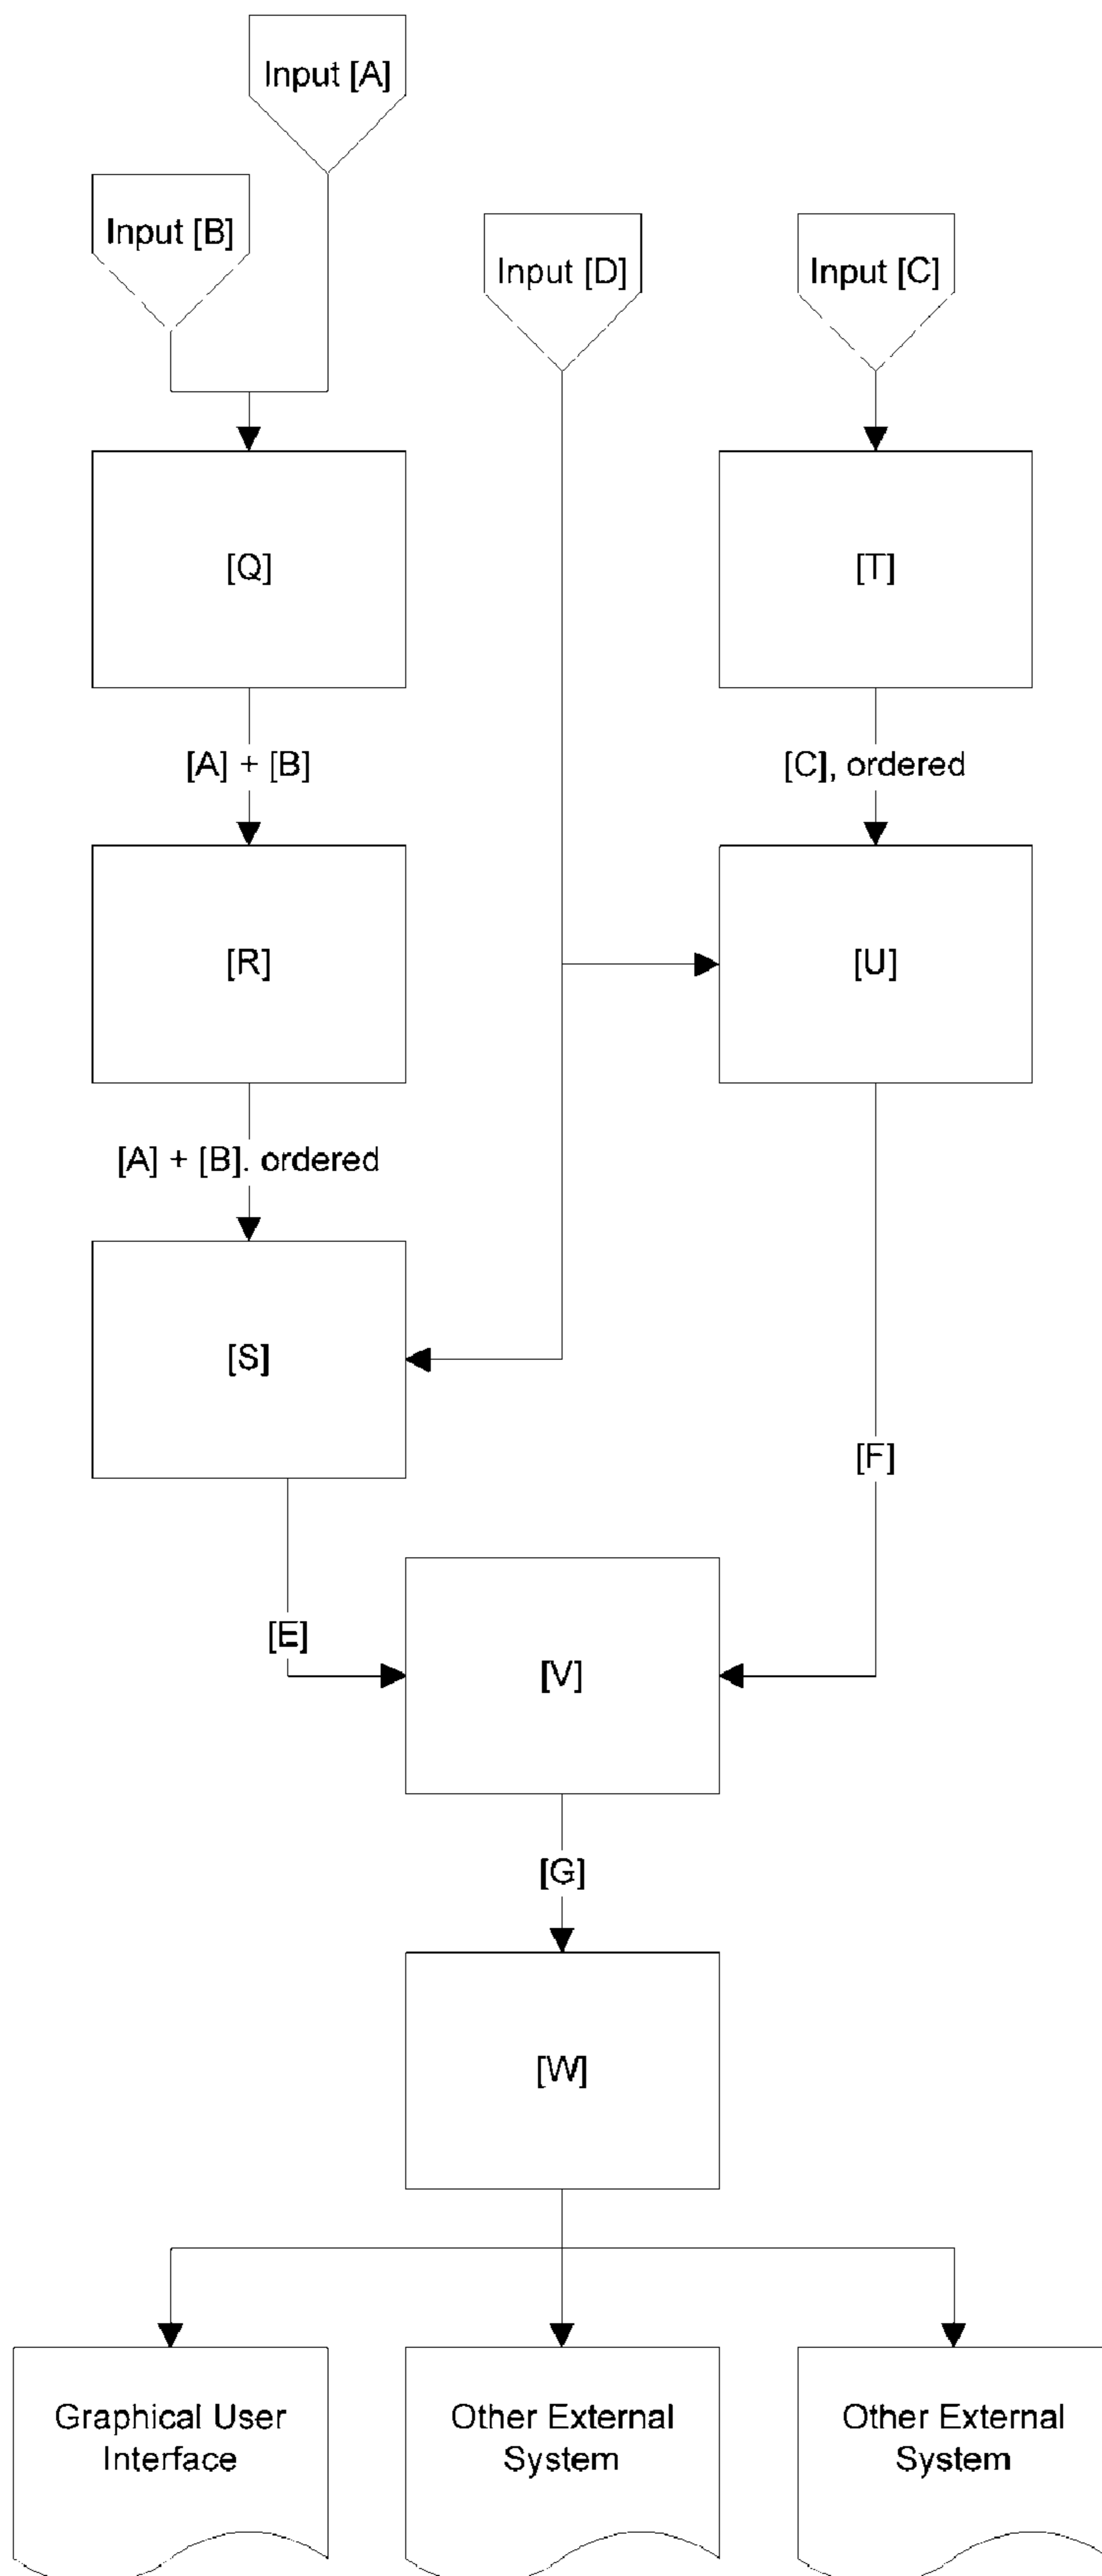 Input [A]
Input [B]
Input [D]
Input [C]
[Q]
[T]
[A] + [B]
[C], ordered
[R]
[U]
[A] + [B]. ordered
[S]
[F]
[E]
[V]
[G]
[W]
Graphical User
Interface
Other External
System
Other External
System